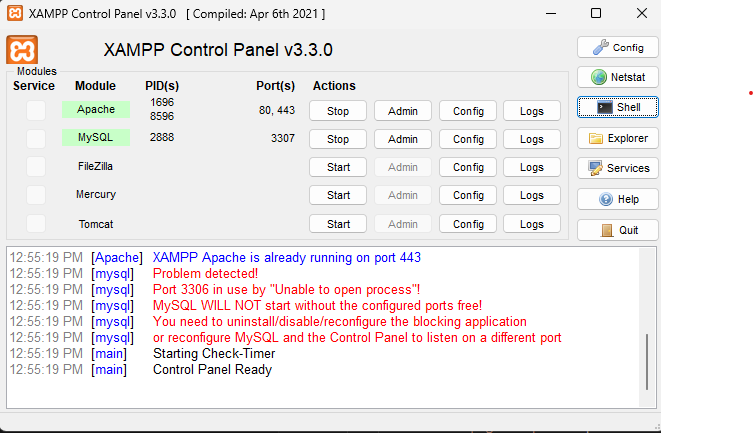 XAMPP Control Panel v3.3.0 [ Compiled: Apr 6th 2021 ]
XAMPP Control Panel v3.3.0
Config
Modules
Service Module PID(s) Port(s) Actions
Netstat
Apache 1696 8596 80, 443 Stop Admin Config Logs
Shell
MySQL 2888 3307 Stop Admin Config Logs
Explorer
FileZilla Start Admin Config Logs
Services
Mercury Start Admin Config Logs
Help
Tomcat Start Admin Config Logs
Quit
12:55:19 PM [Apache] XAMPP Apache is already running on port 443
12:55:19 PM [mysql] Problem detected!
12:55:19 PM [mysql] Port 3306 in use by "Unable to open process"!
12:55:19 PM [mysql] MySQL WILL NOT start without the configured ports free!
12:55:19 PM [mysql] You need to uninstall/disable/reconfigure the blocking application
12:55:19 PM [mysql] or reconfigure MySQL and the Control Panel to listen on a different port
12:55:19 PM [main] Starting Check-Timer
12:55:19 PM [main] Control Panel Ready